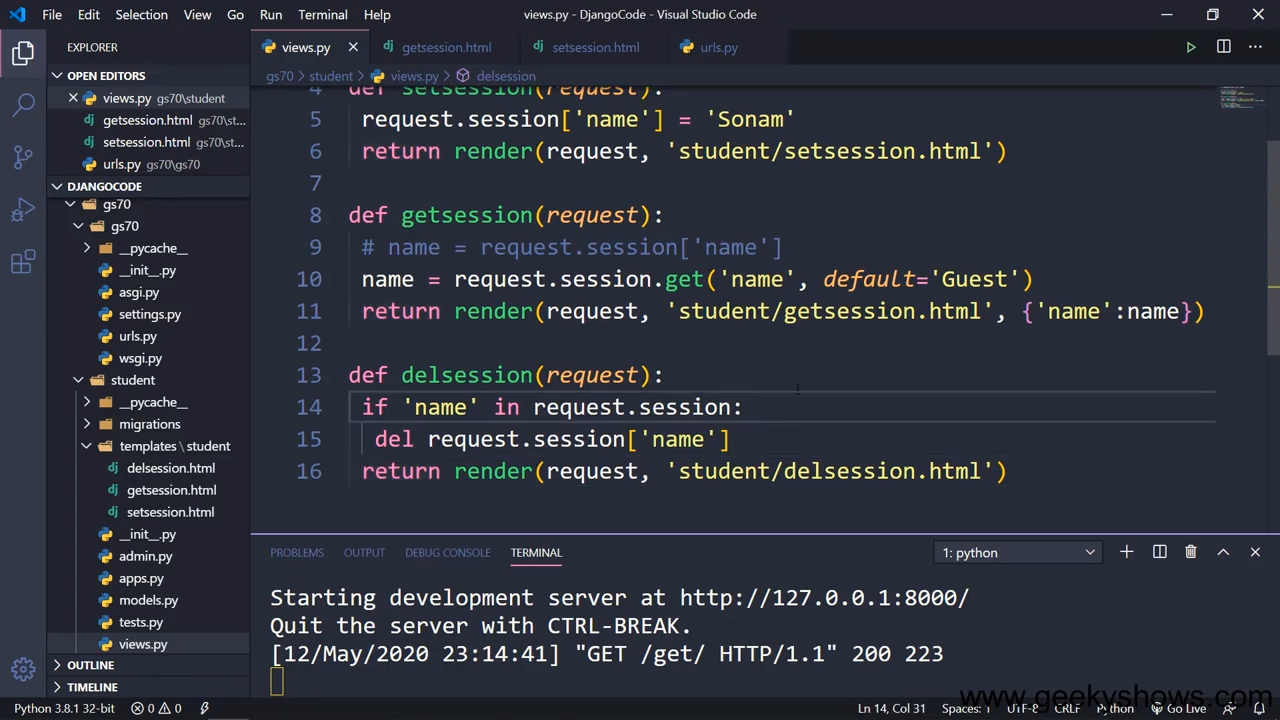 File Edit Selection View Go Run Terminal Help views.py - DjangoCode - Visual Studio Code
EXPLORER
OPEN EDITORS
views.py gs70\student
getsession.html gs70\st...
setsession.html gs70\st...
urls.py gs70\gs70
DJANGOCODE
gs70
gs70
__pycache__
__init__.py
asgi.py
settings.py
urls.py
wsgi.py
student
__pycache__
migrations
templates \ student
delsession.html
getsession.html
setsession.html
__init__.py
admin.py
apps.py
models.py
tests.py
views.py
OUTLINE
TIMELINE
views.py getsession.html setsession.html urls.py
gs70 > student > views.py > delsession
4 def setsession(request):
5 request.session['name'] = 'Sonam'
6 return render(request, 'student/setsession.html')
7
8 def getsession(request):
9 # name = request.session['name']
10 name = request.session.get('name', default='Guest')
11 return render(request, 'student/getsession.html', {'name':name})
12
13 def delsession(request):
14 if 'name' in request.session:
15 del request.session['name']
16 return render(request, 'student/delsession.html')
PROBLEMS OUTPUT DEBUG CONSOLE TERMINAL 1: python
Starting development server at http://127.0.0.1:8000/
Quit the server with CTRL-BREAK.
[12/May/2020 23:14:41] "GET /get/ HTTP/1.1" 200 223
www.geekyshows.com
Python 3.8.1 32-bit 0 0 Ln 14, Col 31 Spaces: 1 UTF-8 CRLF Python Go Live